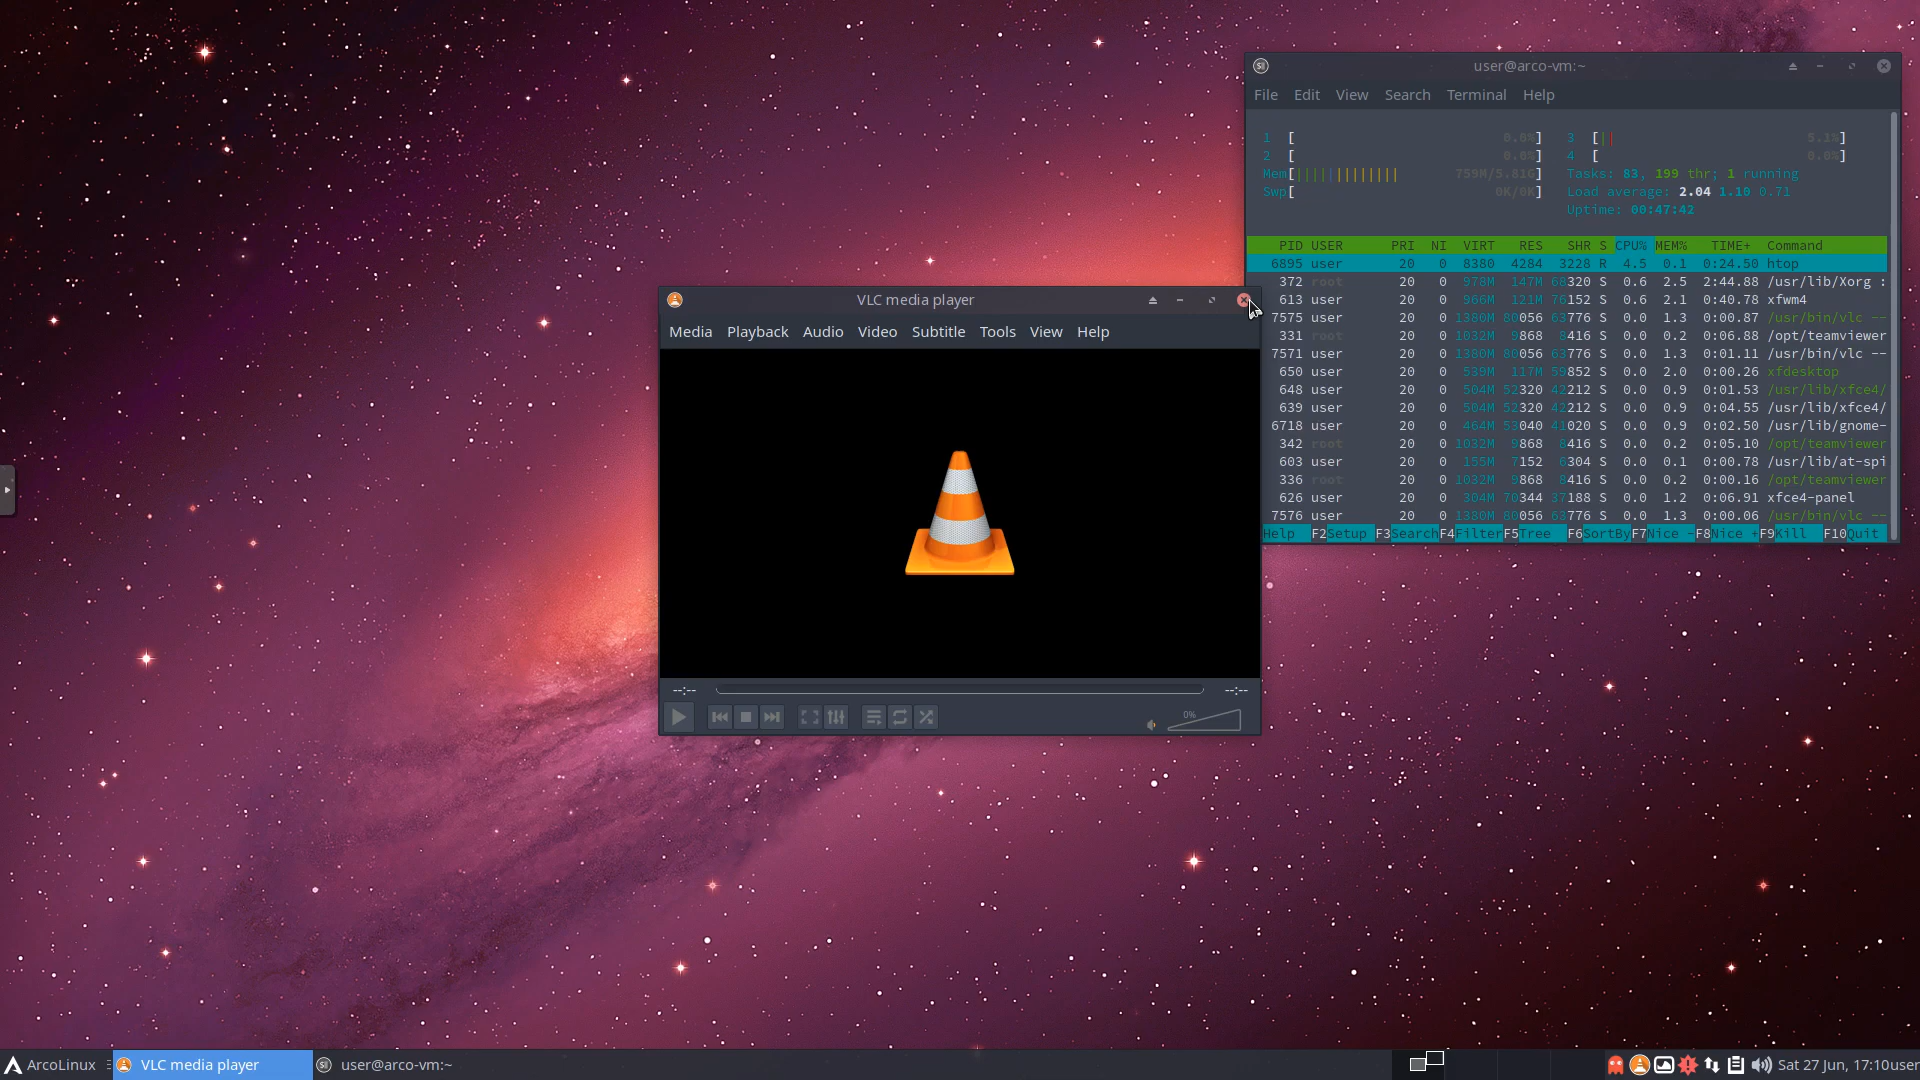 user@arco-vm:~
File Edit View Search Terminal Help
1 [ 0.0%] 3 [|| 5.1%]
2 [ 0.0%] 4 [ 0.0%]
Mem[||||||||||||| 759M/5.81G] Tasks: 83, 199 thr; 1 running
Swp[ 0K/0K] Load average: 2.04 1.10 0.71
Uptime: 00:47:42
PID USER PRI NI VIRT RES SHR S CPU% MEM% TIME+ Command
6895 user 20 0 8380 4284 3228 R 4.5 0.1 0:24.50 htop
372 root 20 0 978M 147M 68320 S 0.6 2.5 2:44.88 /usr/lib/Xorg :
613 user 20 0 966M 121M 76152 S 0.6 2.1 0:40.78 xfwm4
7575 user 20 0 1380M 80056 63776 S 0.0 1.3 0:00.87 /usr/bin/vlc --
331 root 20 0 1032M 9868 8416 S 0.0 0.2 0:06.88 /opt/teamviewer
7571 user 20 0 1380M 80056 63776 S 0.0 1.3 0:01.11 /usr/bin/vlc --
650 user 20 0 539M 117M 59852 S 0.0 2.0 0:00.26 xfdesktop
648 user 20 0 504M 52320 42212 S 0.0 0.9 0:01.53 /usr/lib/xfce4/
639 user 20 0 504M 52320 42212 S 0.0 0.9 0:04.55 /usr/lib/xfce4/
6718 user 20 0 464M 53040 41020 S 0.0 0.9 0:02.50 /usr/lib/gnome-
342 root 20 0 1032M 9868 8416 S 0.0 0.2 0:05.10 /opt/teamviewer
603 user 20 0 155M 7152 6304 S 0.0 0.1 0:00.78 /usr/lib/at-spi
336 root 20 0 1032M 9868 8416 S 0.0 0.2 0:00.16 /opt/teamviewer
626 user 20 0 304M 70344 37188 S 0.0 1.2 0:06.91 xfce4-panel
7576 user 20 0 1380M 80056 63776 S 0.0 1.3 0:00.06 /usr/bin/vlc --
Help F2Setup F3SearchF4FilterF5Tree F6SortByF7Nice -F8Nice +F9Kill F10Quit
VLC media player
Media Playback Audio Video Subtitle Tools View Help
--:-- --:--
0%
ArcoLinux VLC media player user@arco-vm:~ Sat 27 Jun, 17:10 user